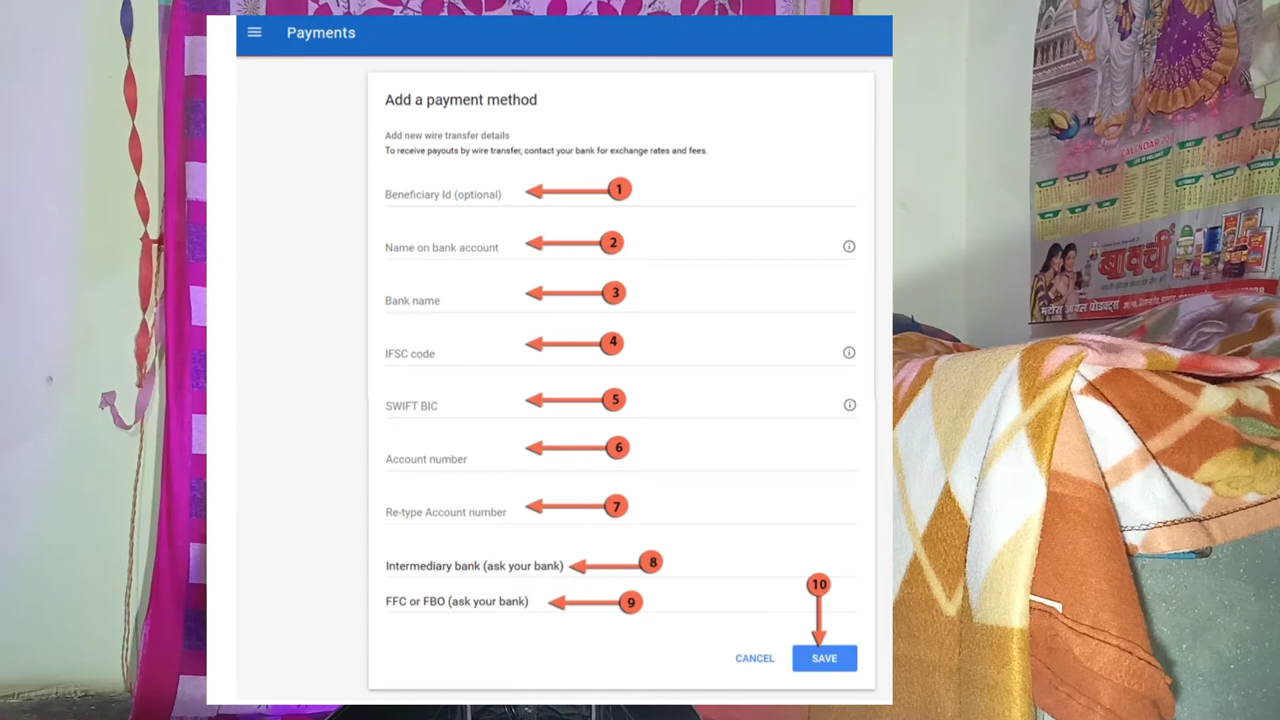 Payments
Add a payment method
Add new wire transfer details
To receive payouts by wire transfer, contact your bank for exchange rates and fees.
Beneficiary Id (optional)
1
Name on bank account
2
Bank name
3
IFSC code
4
SWIFT BIC
5
Account number
6
Re-type Account number
7
Intermediary bank (ask your bank)
8
FFC or FBO (ask your bank)
9
10
CANCEL
SAVE
CALENDAR
बावर्ची